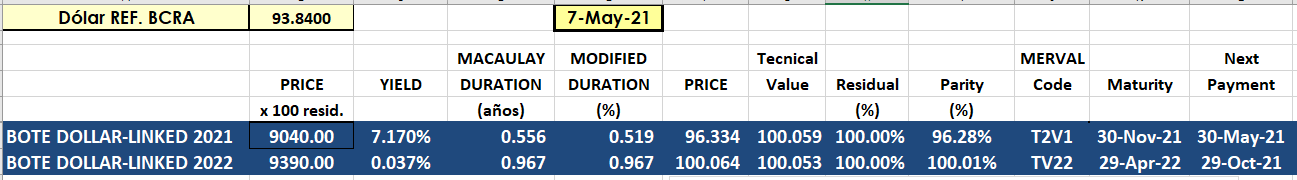 Dólar REF. BCRA 93.8400 7-May-21
MACAULAY MODIFIED Tecnical MERVAL Next
PRICE YIELD DURATION DURATION PRICE Value Residual Parity Code Maturity Payment
x 100 resid. (años) (%) (%) (%)
BOTE DOLLAR-LINKED 2021 9040.00 7.170% 0.556 0.519 96.334 100.059 100.00% 96.28% T2V1 30-Nov-21 30-May-21
BOTE DOLLAR-LINKED 2022 9390.00 0.037% 0.967 0.967 100.064 100.053 100.00% 100.01% TV22 29-Apr-22 29-Oct-21